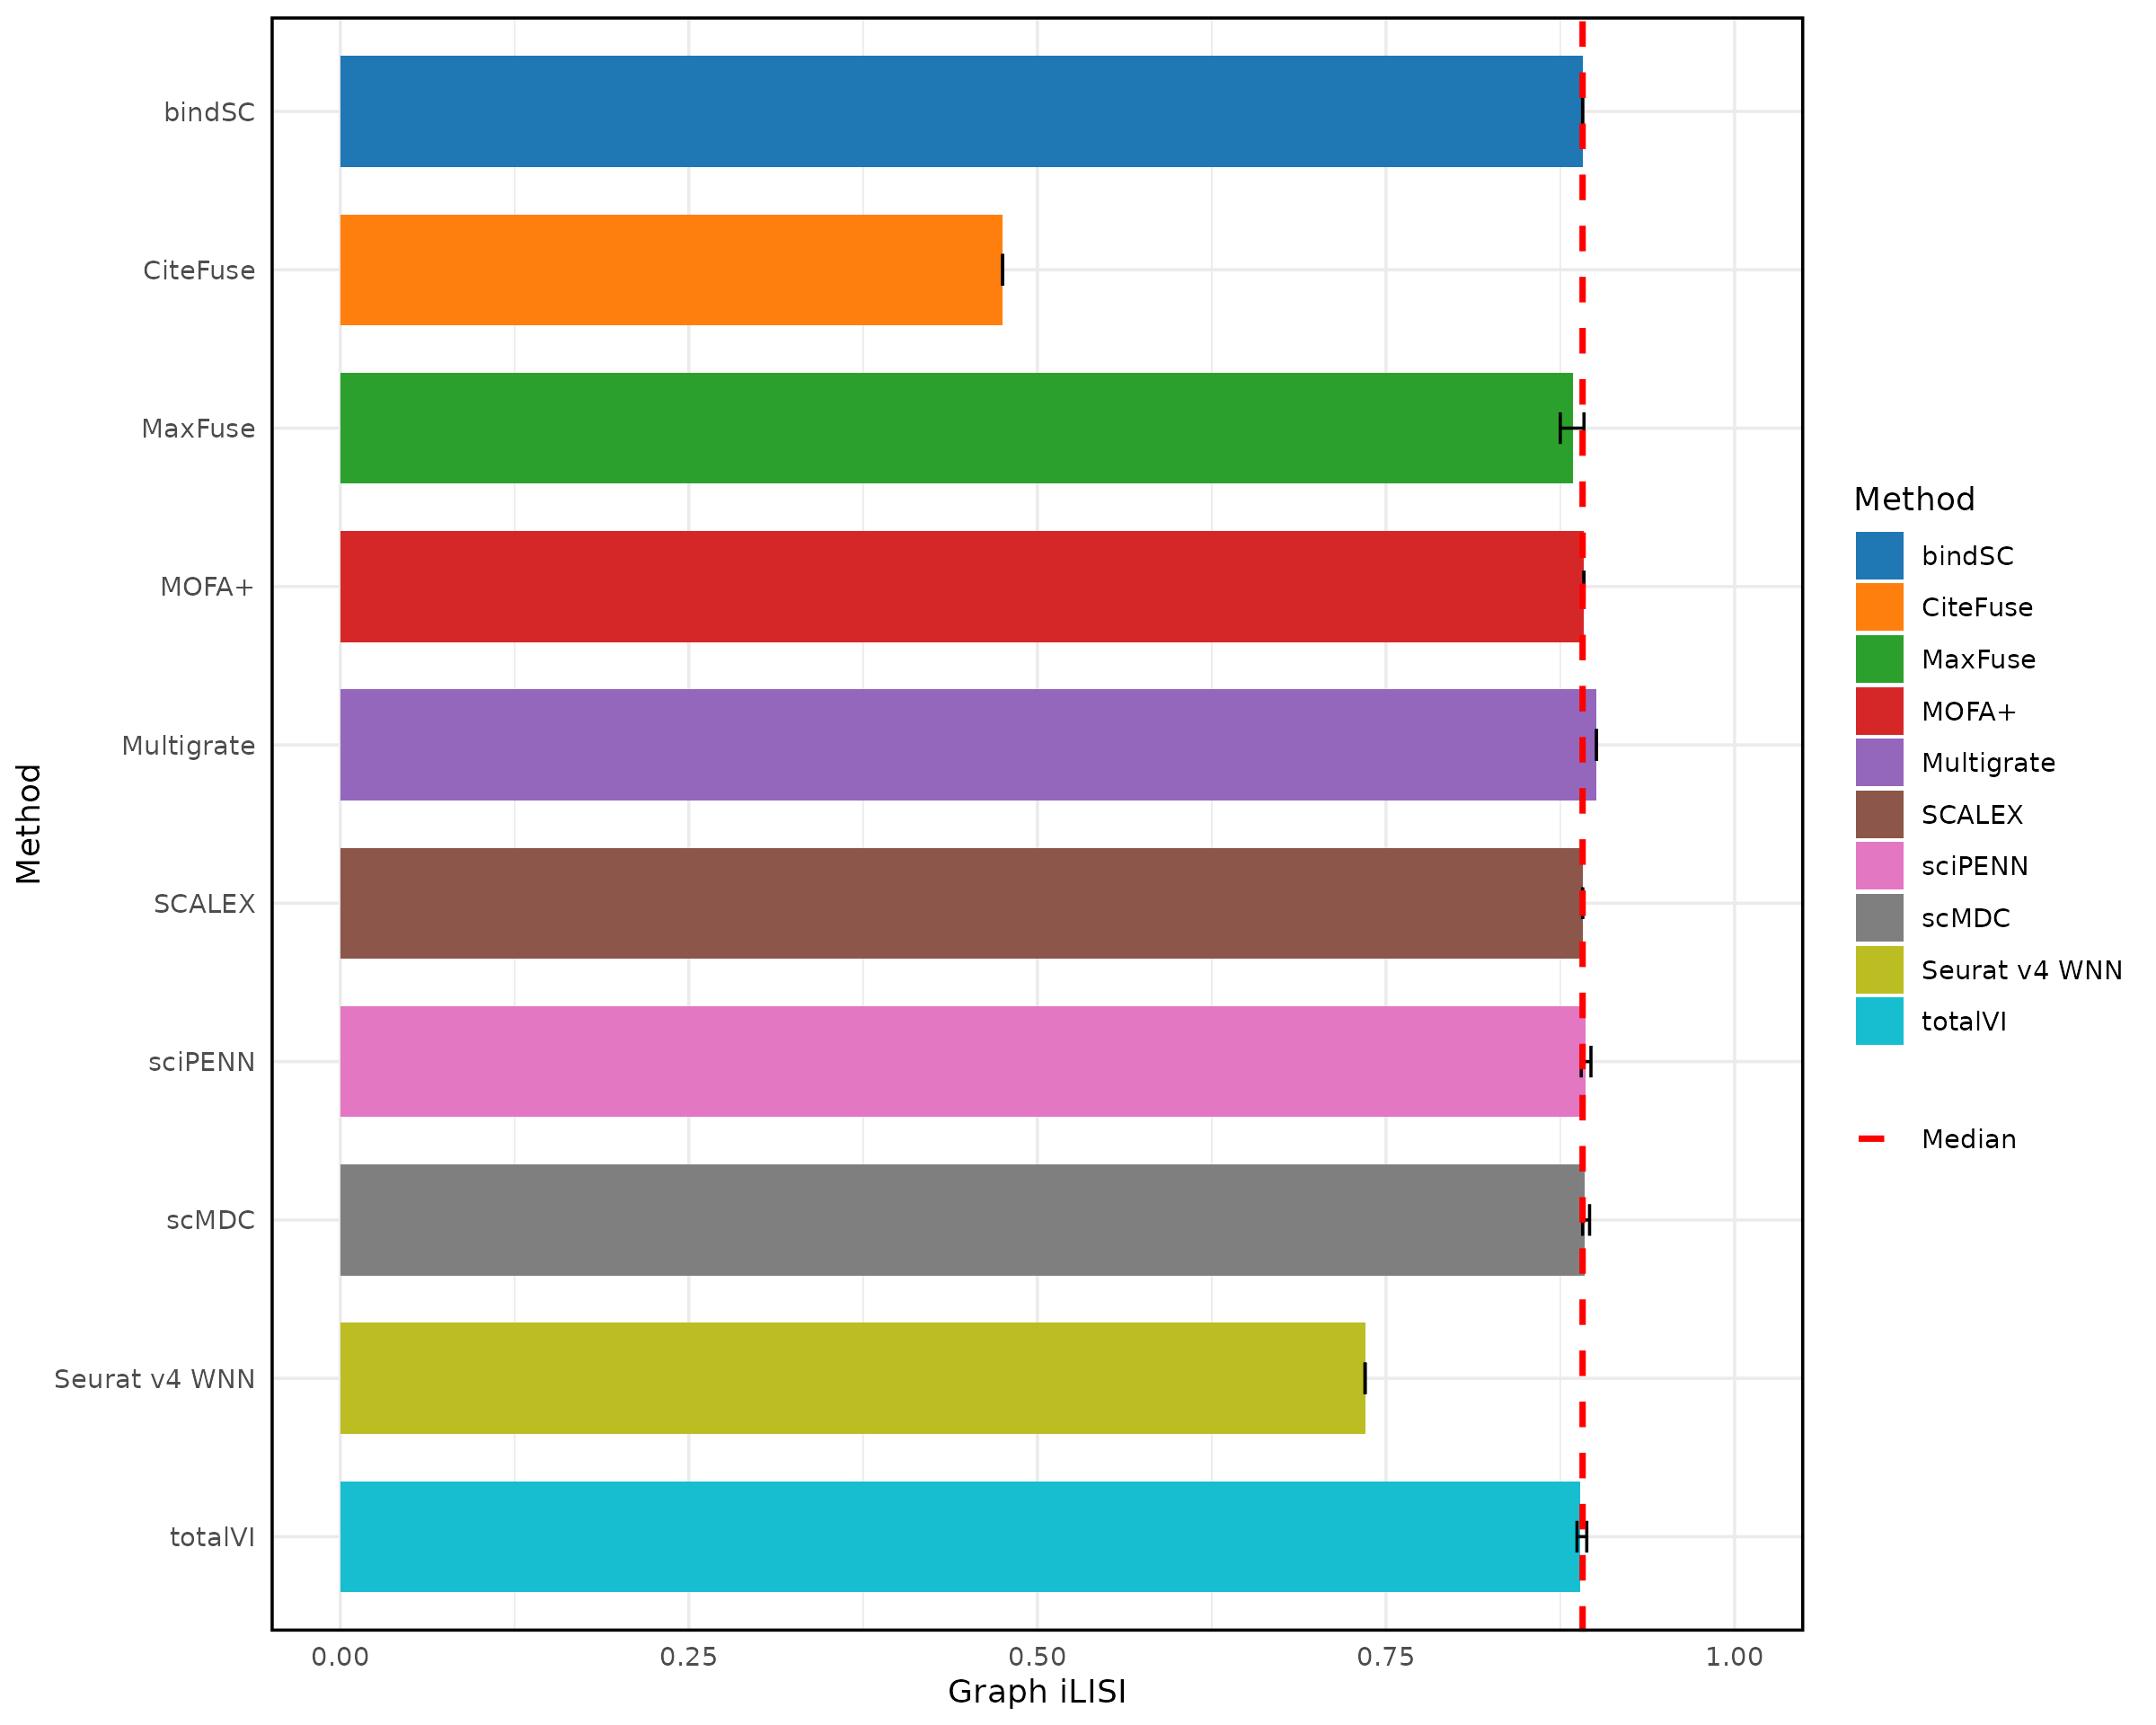 Method
bindSC
CiteFuse
MaxFuse
MOFA+
Multigrate
SCALEX
sciPENN
scMDC
Seurat v4 WNN
totalVI
0.00 0.25 0.50 0.75 1.00
Graph iLISI
Method
bindSC
CiteFuse
MaxFuse
MOFA+
Multigrate
SCALEX
sciPENN
scMDC
Seurat v4 WNN
totalVI
Median